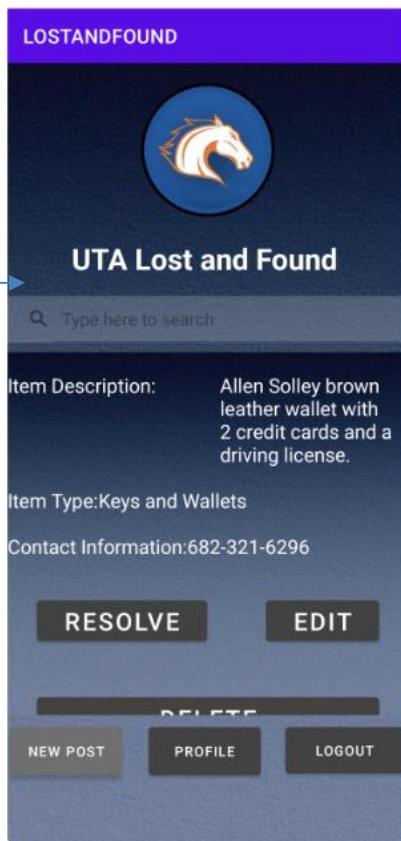 LOSTANDFOUND
UTA Lost and Found
Type here to search
Item Description:
Allen Solley brown
leather wallet with
2 credit cards and a
driving license.
Item Type:Keys and Wallets
Contact Information:682-321-6296
RESOLVE
EDIT
DELETE
NEW POST
PROFILE
LOGOUT